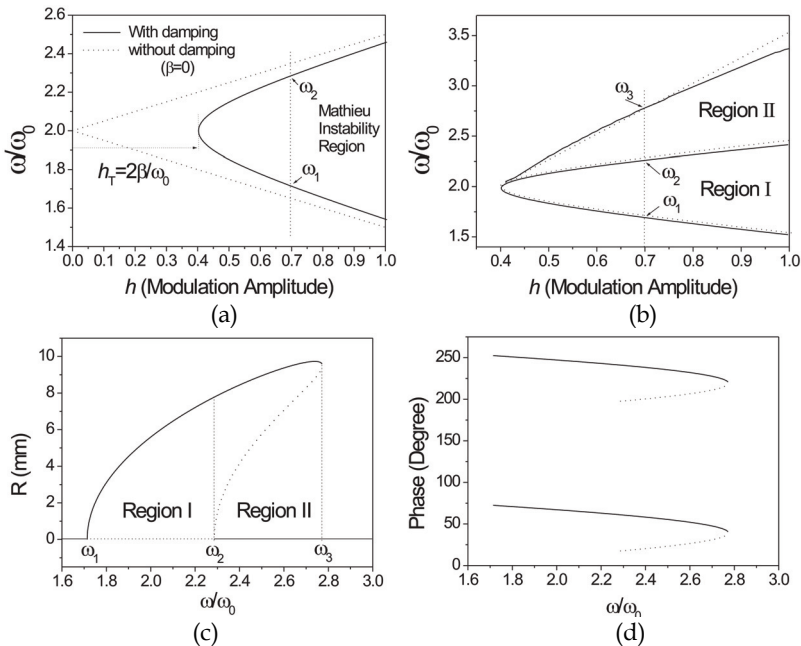 2.6
2.4
2.2
2.0
1.8
1.6
1.4
ω/ω₀
With damping
without damping
(β=0)
ω₂
Mathieu
Instability
Region
hT=2β/ω₀
ω₁
0.0 0.1 0.2 0.3 0.4 0.5 0.6 0.7 0.8 0.9 1.0
h (Modulation Amplitude)
(a)
3.5
3.0
2.5
2.0
1.5
ω/ω₀
ω₃
Region II
ω₂
Region I
ω₁
0.4 0.5 0.6 0.7 0.8 0.9 1.0
h (Modulation Amplitude)
(b)
10
8
6
4
2
0
R (mm)
Region I Region II
ω₁ ω₂ ω₃
1.6 1.8 2.0 2.2 2.4 2.6 2.8 3.0
ω/ω₀
(c)
250
200
150
100
50
0
Phase (Degree)
1.6 1.8 2.0 2.2 2.4 2.6 2.8 3.0
ω/ω₀
(d)